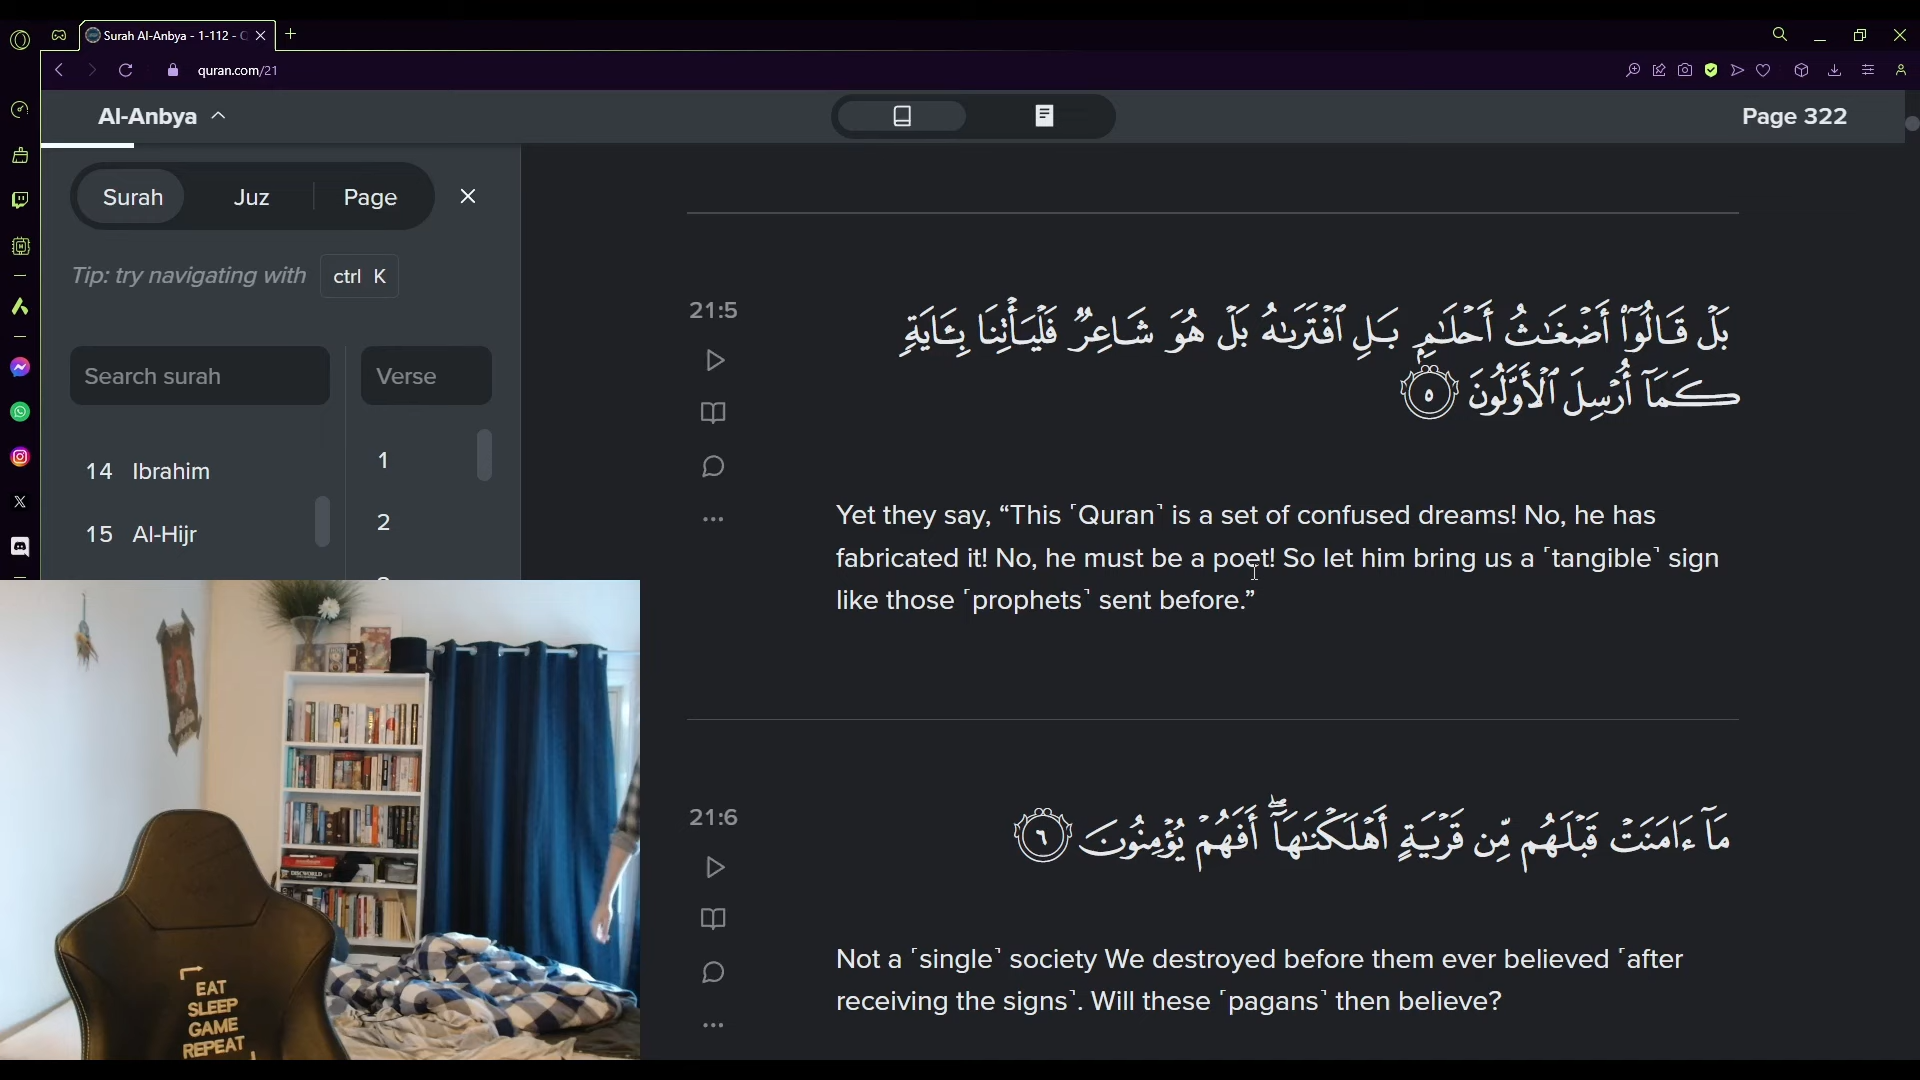 Surah Al-Anbya - 1-112 -
quran.com/21
Al-Anbya
Page 322
Surah
Juz
Page
Tip: try navigating with ctrl K
Search surah
Verse
14 Ibrahim
15 Al-Hijr
1
2
21:5
بَلْ قَالُوٓا۟ أَضْغَـٰثُ أَحْلَـٰمٍۭ بَلِ ٱفْتَرَىٰهُ بَلْ هُوَ شَاعِرٌۭ فَلْيَأْتِنَا بِـَٔايَةٍۢ
كَمَآ أُرْسِلَ ٱلْأَوَّلُونَ ٥
Yet they say, “This ˹Quran˺ is a set of confused dreams! No, he has
fabricated it! No, he must be a poet! So let him bring us a ˹tangible˺ sign
like those ˹prophets˺ sent before.”
21:6
مَآ ءَامَنَتْ قَبْلَهُم مِّن قَرْيَةٍ أَهْلَكْنَـٰهَآ ۖ أَفَهُمْ يُؤْمِنُونَ ٦
Not a ˹single˺ society We destroyed before them ever believed ˹after
receiving the signs˺. Will these ˹pagans˺ then believe?
DISCWORLD
EAT
SLEEP
GAME
REPEAT